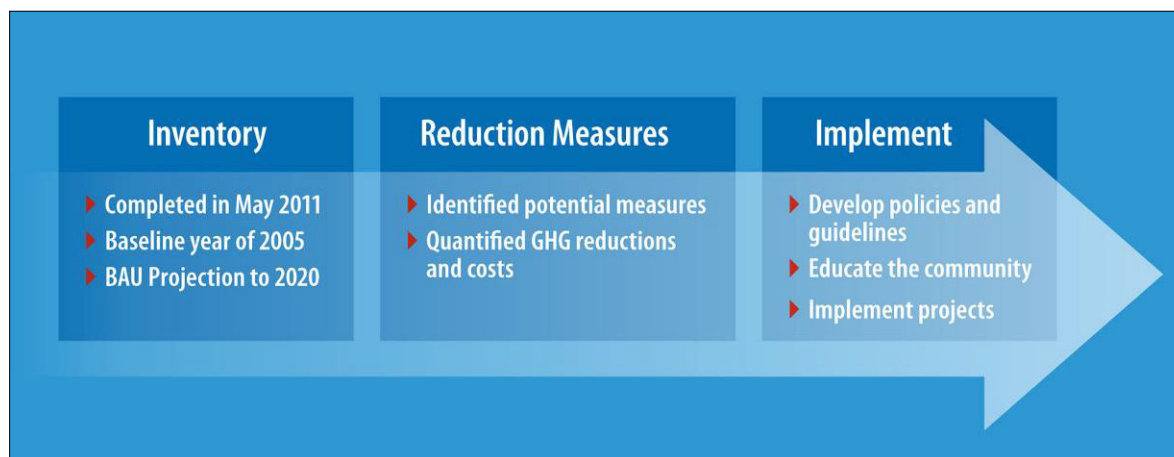 Inventory
Completed in May 2011
Baseline year of 2005
BAU Projection to 2020
Reduction Measures
Identified potential measures
Quantified GHG reductions
and costs
Implement
Develop policies and
guidelines
Educate the community
Implement projects